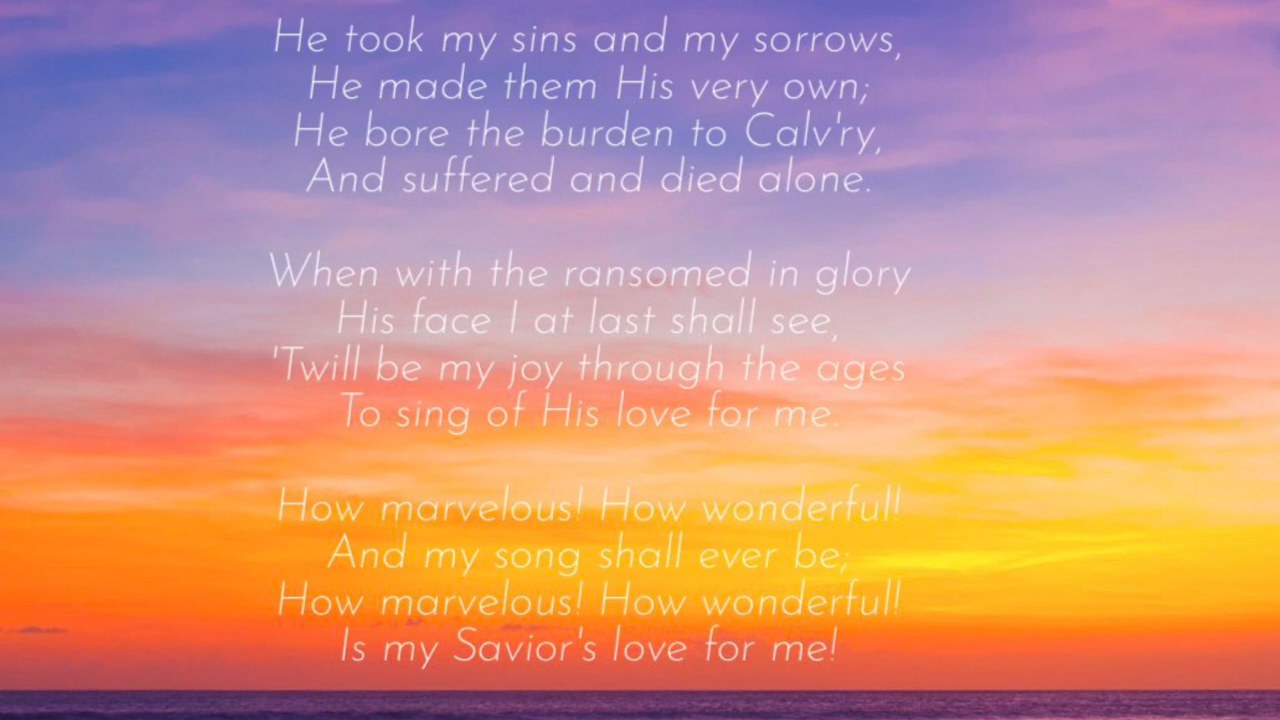 He took my sins and my sorrows,
He made them His very own;
He bore the burden to Calv'ry,
And suffered and died alone.
When with the ransomed in glory
His face I at last shall see,
'Twill be my joy through the ages
To sing of His love for me.
How marvelous! How wonderful!
And my song shall ever be;
How marvelous! How wonderful!
Is my Savior's love for me!